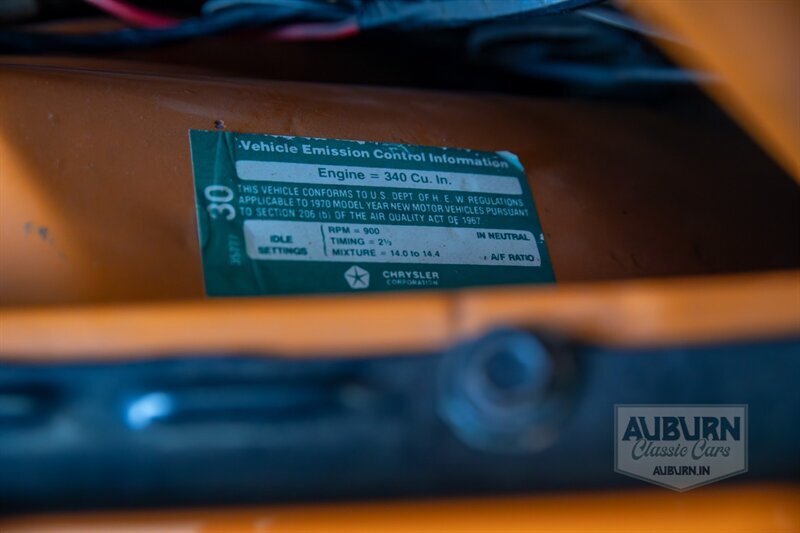 Vehicle Emission Control Information
Engine = 340 Cu. In.
30
THIS VEHICLE CONFORMS TO U.S. DEPT. OF H. E. W. REGULATIONS
APPLICABLE TO 1970 MODEL YEAR NEW MOTOR VEHICLES PURSUANT
TO SECTION 206 (b) OF THE AIR QUALITY ACT OF 1967
IDLE
SETTINGS
RPM = 900
IN NEUTRAL
TIMING = 2½
MIXTURE = 14.0 to 14.4
A/F RATIO
CHRYSLER
CORPORATION
AUBURN
Classic Cars
AUBURN.IN